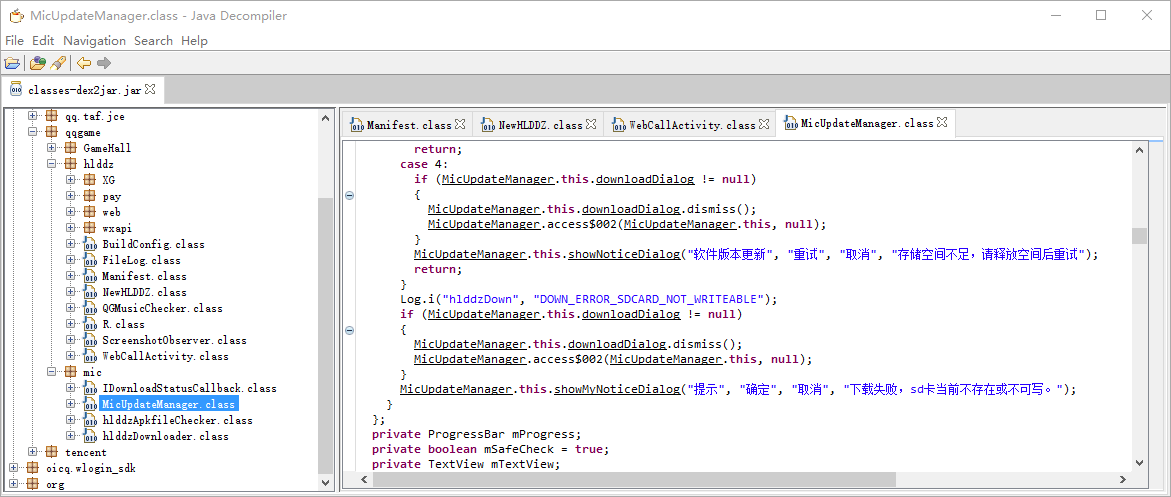 MicUpdateManager.class - Java Decompiler
File Edit Navigation Search Help
classes-dex2jar.jar
qq.taf.jce
qqgame
GameHall
hlddz
XG
pay
web
wxapi
BuildConfig.class
FileLog.class
Manifest.class
NewHLDDZ.class
QGMusicChecker.class
R.class
ScreenshotObserver.class
WebCallActivity.class
mic
IDownloadStatusCallback.class
MicUpdateManager.class
hlddzApkfileChecker.class
hlddzDownloader.class
tencent
oicq.wlogin_sdk
org
Manifest.class NewHLDDZ.class WebCallActivity.class MicUpdateManager.class
return;
case 4:
if (MicUpdateManager.this.downloadDialog != null)
{
MicUpdateManager.this.downloadDialog.dismiss();
MicUpdateManager.access$002(MicUpdateManager.this, null);
}
MicUpdateManager.this.showNoticeDialog("软件版本更新", "重试", "取消", "存储空间不足，请释放空间后重试");
return;
}
Log.i("hlddzDown", "DOWN_ERROR_SDCARD_NOT_WRITEABLE");
if (MicUpdateManager.this.downloadDialog != null)
{
MicUpdateManager.this.downloadDialog.dismiss();
MicUpdateManager.access$002(MicUpdateManager.this, null);
}
MicUpdateManager.this.showMyNoticeDialog("提示", "确定", "取消", "下载失败，sd卡当前不存在或不可写。");
}
};
private ProgressBar mProgress;
private boolean mSafeCheck = true;
private TextView mTextView;